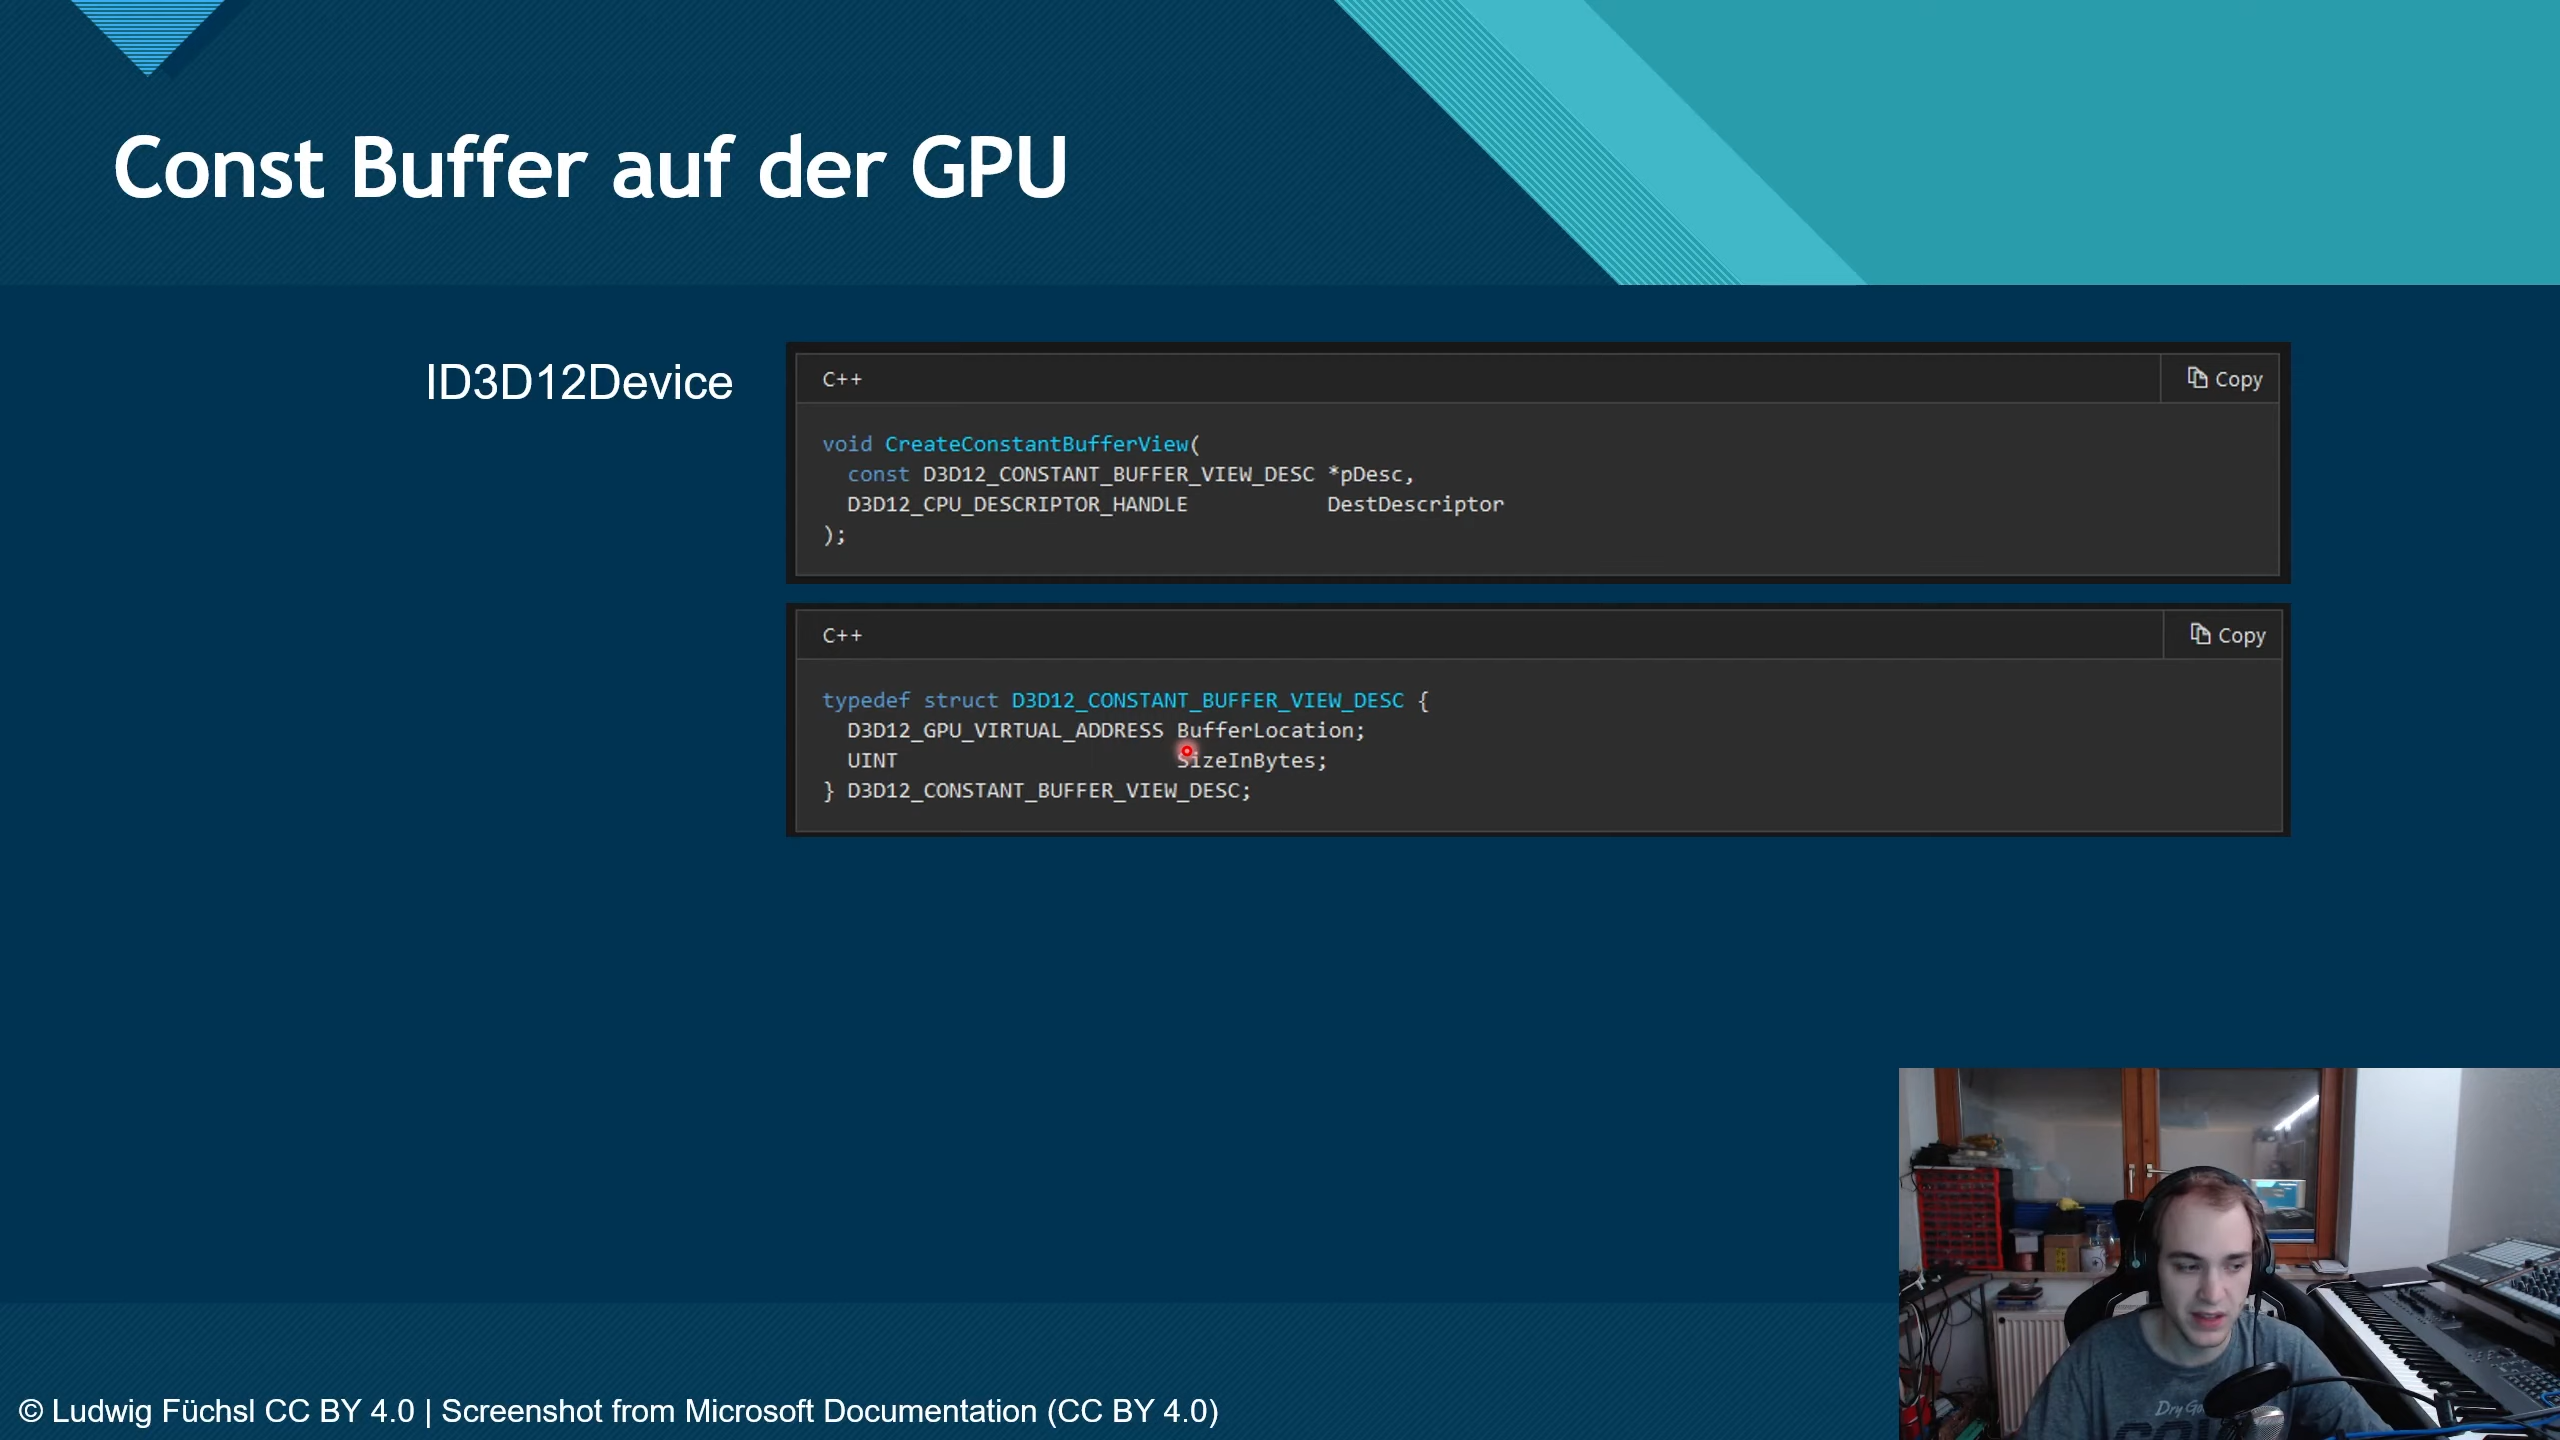 Const Buffer auf der GPU
ID3D12Device
C++
Copy
void CreateConstantBufferView(
const D3D12_CONSTANT_BUFFER_VIEW_DESC *pDesc,
D3D12_CPU_DESCRIPTOR_HANDLE DestDescriptor
);
C++
Copy
typedef struct D3D12_CONSTANT_BUFFER_VIEW_DESC {
D3D12_GPU_VIRTUAL_ADDRESS BufferLocation;
UINT SizeInBytes;
} D3D12_CONSTANT_BUFFER_VIEW_DESC;
© Ludwig Füchsl CC BY 4.0 | Screenshot from Microsoft Documentation (CC BY 4.0)